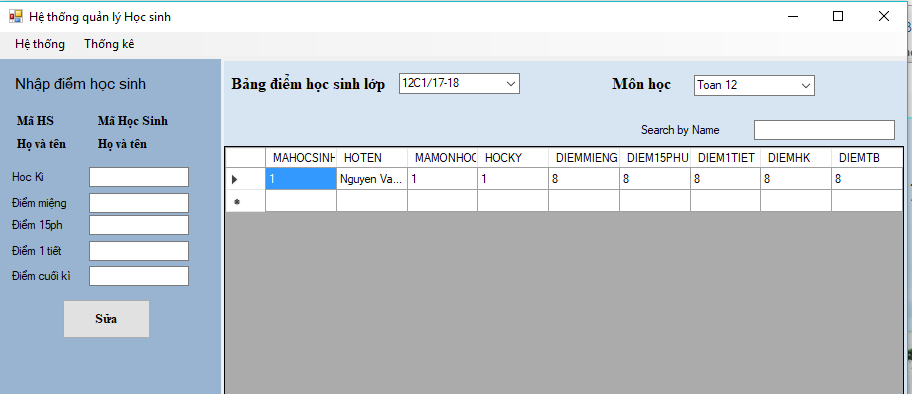 Hệ thống quản lý Học sinh
Hệ thống Thống kê
Nhập điểm học sinh
Mã HS Mã Học Sinh
Họ và tên Họ và tên
Học Kì
Điểm miệng
Điểm 15ph
Điểm 1 tiết
Điểm cuối kì
Sửa
Bảng điểm học sinh lớp 12C1/17-18 Môn học Toan 12
Search by Name
MAHOCSINH HOTEN MAMONHOC HOCKY DIEMMIENG DIEM15PHU DIEM1TIET DIEMHK DIEMTB
1 Nguyen Va... 1 1 8 8 8 8 8